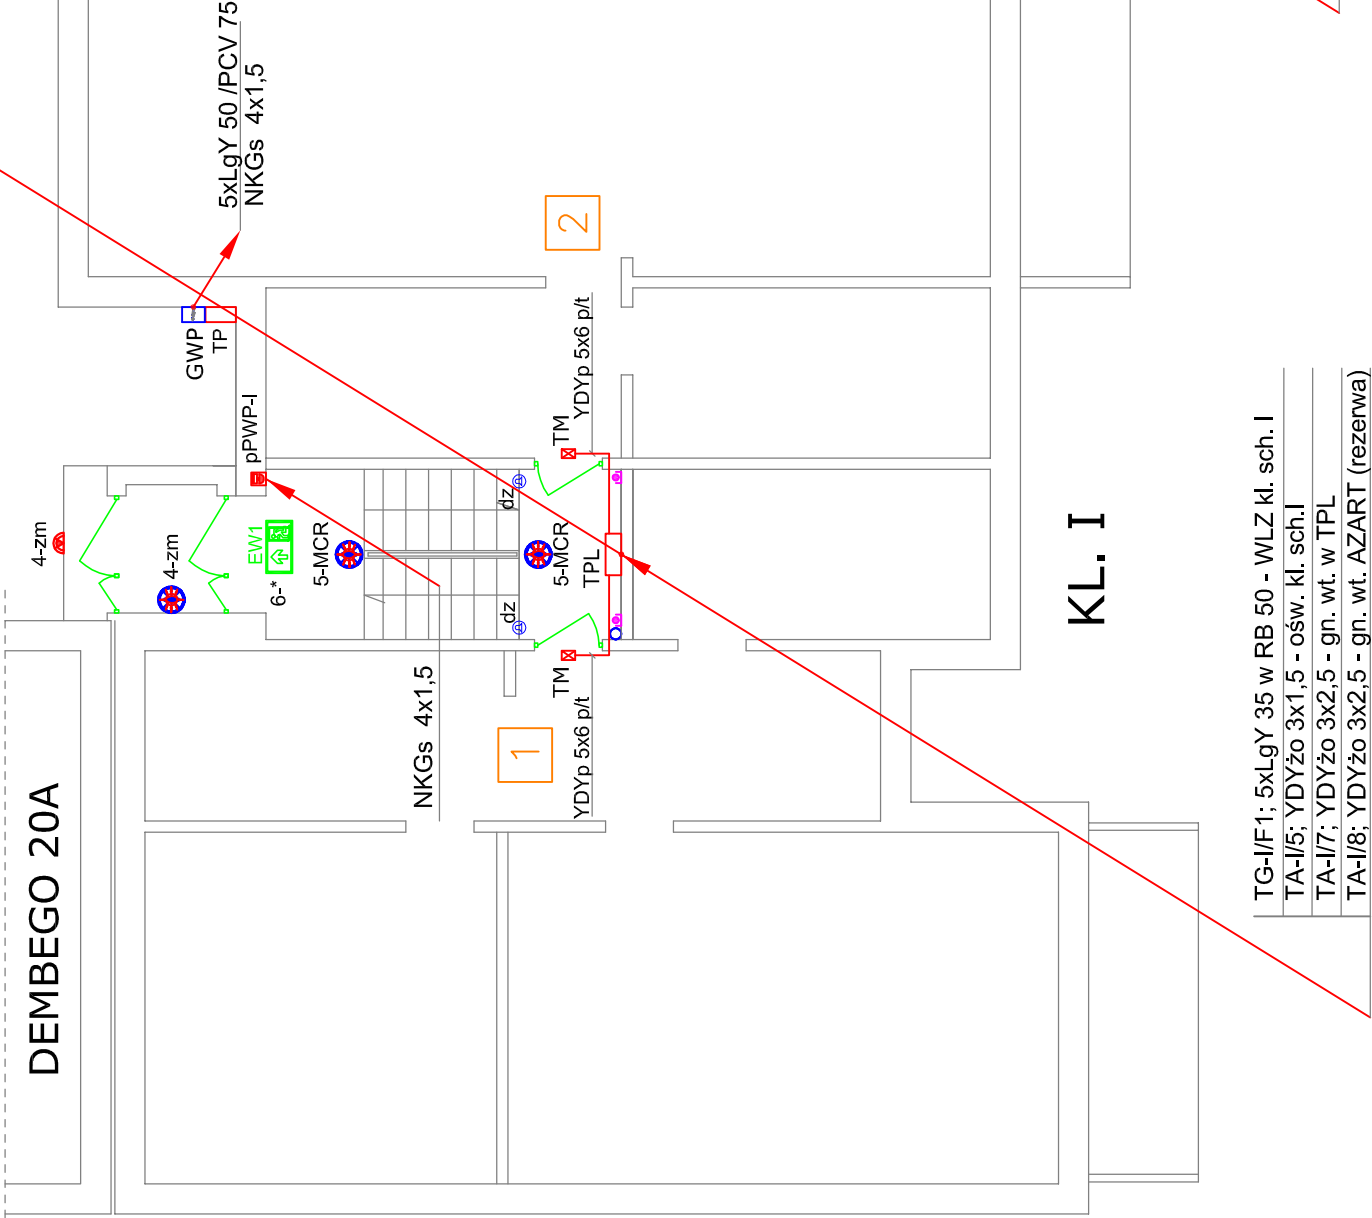 5xLgY 50 /PCV 75
NKGs 4x1,5
2
GWP
TP
pPWP-I
4-zm
4-zm
EW1
6-*
5-MCR
dz
5-MCR
TPL
dz
TM
YDYp 5x6 p/t
TM
YDYp 5x6 p/t
NKGs 4x1,5
1
DEMBEGO 20A
KL. I
TG-I/F1; 5xLgY 35 w RB 50 - WLZ kl. sch. I
TA-I/5; YDYżo 3x1,5 - ośw. kl. sch.I
TA-I/7; YDYżo 3x2,5 - gn. wt. w TPL
TA-I/8; YDYżo 3x2,5 - gn. wt. AZART (rezerwa)